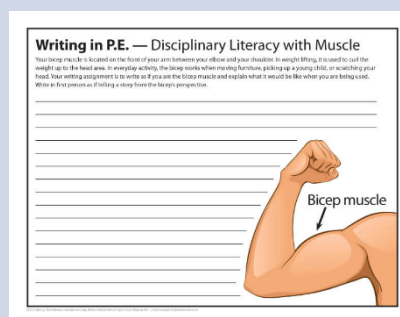 Writing in P.E. — Disciplinary Literacy with Muscle
Your bicep muscle is located on the front of your arm between your elbow and your shoulder. In weight lifting, it is used to curl the
weight up to the head area. In everyday activity, the bicep works when moving furniture, picking up a young child, or scratching your
head. Your writing assignment is to write as if you are the bicep muscle and explain what it would be like when you are being used.
Write in first person as if telling a story from the bicep's perspective.
Bicep muscle